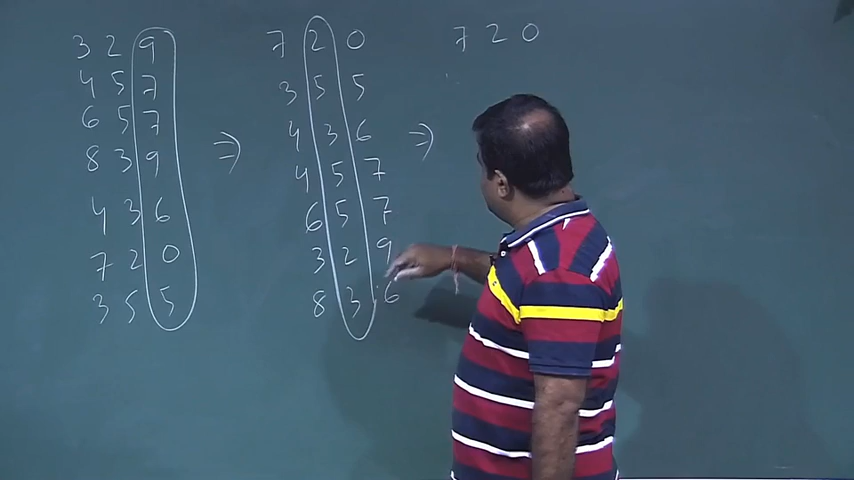 3 2 9 7 2 0 7 2 0
4 5 7 3 5 5
6 5 7 4 3 6
8 3 9 ⇒ 4 5 7 ⇒
4 3 6 6 5 7
7 2 0 3 2 9
3 5 5 8 3 6